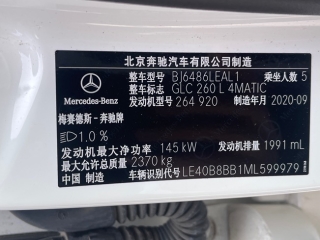 北京奔驰汽车有限公司制造
整车型号 BJ6486LEAL1 乘坐人数 5
整车名称 GLC 260 L 4MATIC
发动机型号 264 920 制造年月 2020-09
Mercedes-Benz
梅赛德斯-奔驰牌
1.0 %
发动机最大净功率 145 kW 发动机排量 1991 mL
最大允许总质量 2370 kg
中国 制造 车辆识别代号 LE40B8BB1ML599979